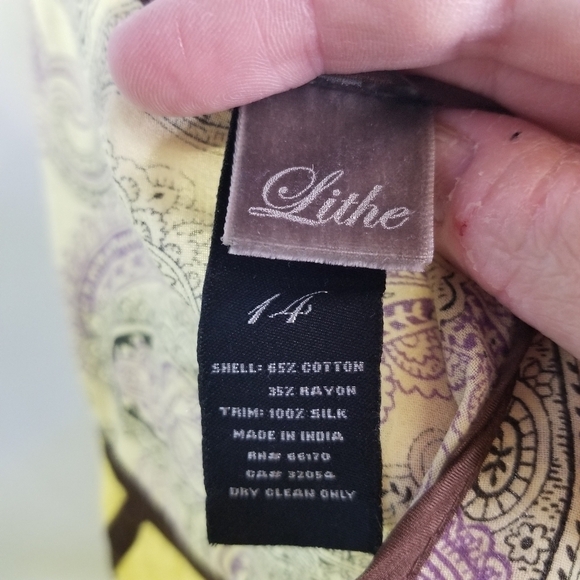 Lithe
14
SHELL: 65% COTTON
35% RAYON
TRIM: 100% SILK
MADE IN INDIA
RN# 66170
CA# 32054
DRY CLEAN ONLY